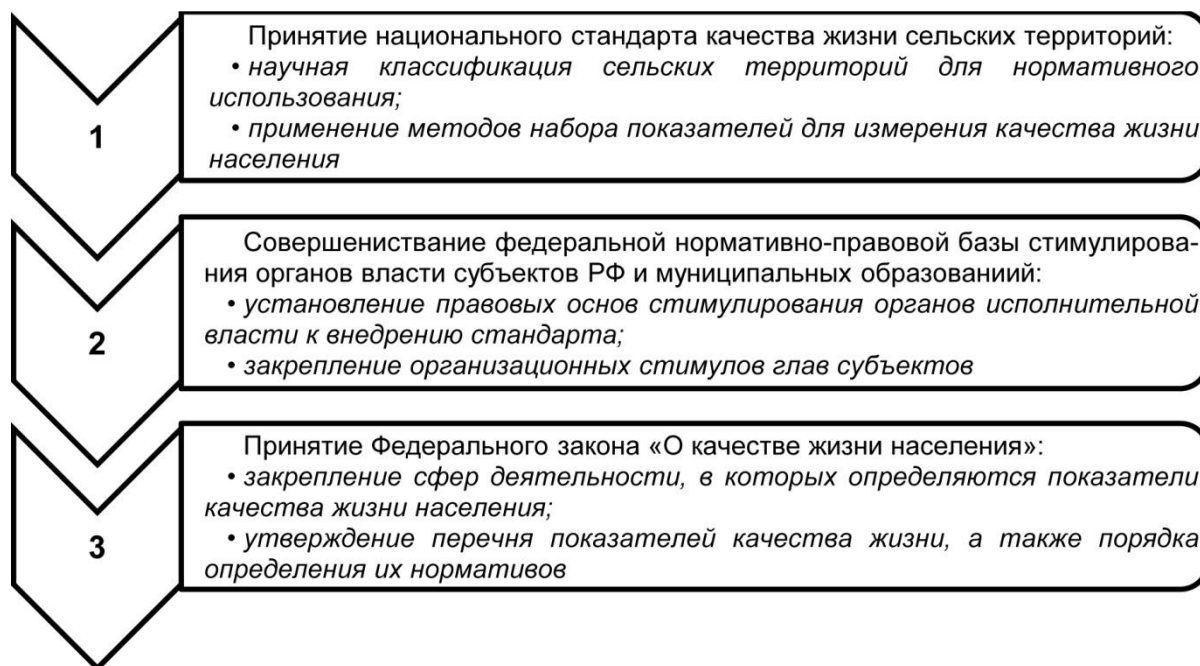 1
Принятие национального стандарта качества жизни сельских территорий:
• научная классификация сельских территорий для нормативного
использования;
• применение методов набора показателей для измерения качества жизни
населения
2
Совершениствание федеральной нормативно-правовой базы стимулирова-
ния органов власти субъектов РФ и муниципальных образованиий:
• установление правовых основ стимулирования органов исполнительной
власти к внедрению стандарта;
• закрепление организационных стимулов глав субъектов
3
Принятие Федерального закона «О качестве жизни населения»:
• закрепление сфер деятельности, в которых определяются показатели
качества жизни населения;
• утверждение перечня показателей качества жизни, а также порядка
определения их нормативов